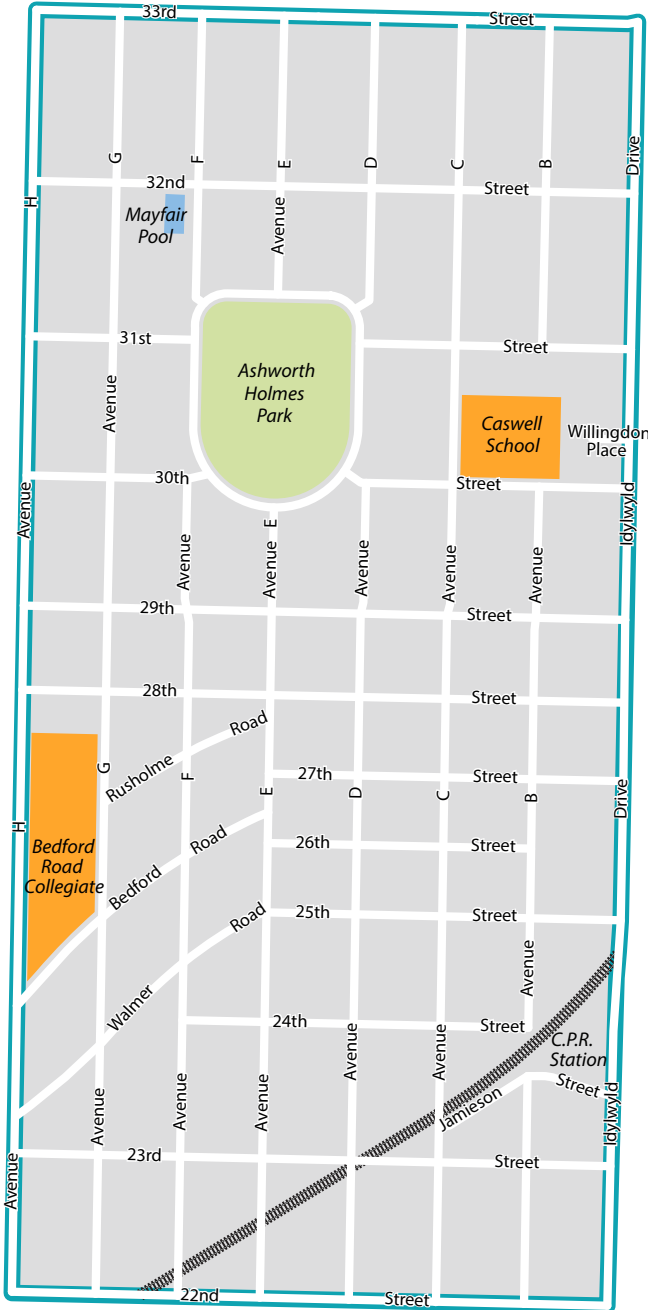 33rd Street
G F E D C B
Drive
H
32nd Street
Mayfair
Pool
Avenue
31st Street
Ashworth
Holmes
Park
Avenue
Caswell
School
Willingdon
Place
30th Street
Avenue
Idylwyld
E
Avenue
Avenue
Avenue
Avenue
Avenue
29th Street
28th Street
Rusholme Road
27th Street
G F E D C B
Drive
H
Bedford Road
26th Street
Bedford
Road
Collegiate
Walmer Road
25th Street
Avenue
24th Street
C.P.R.
Station
Avenue
Avenue
Jamieson Street
Idylwyld
Avenue
Avenue
Avenue
23rd Street
Avenue
22nd Street